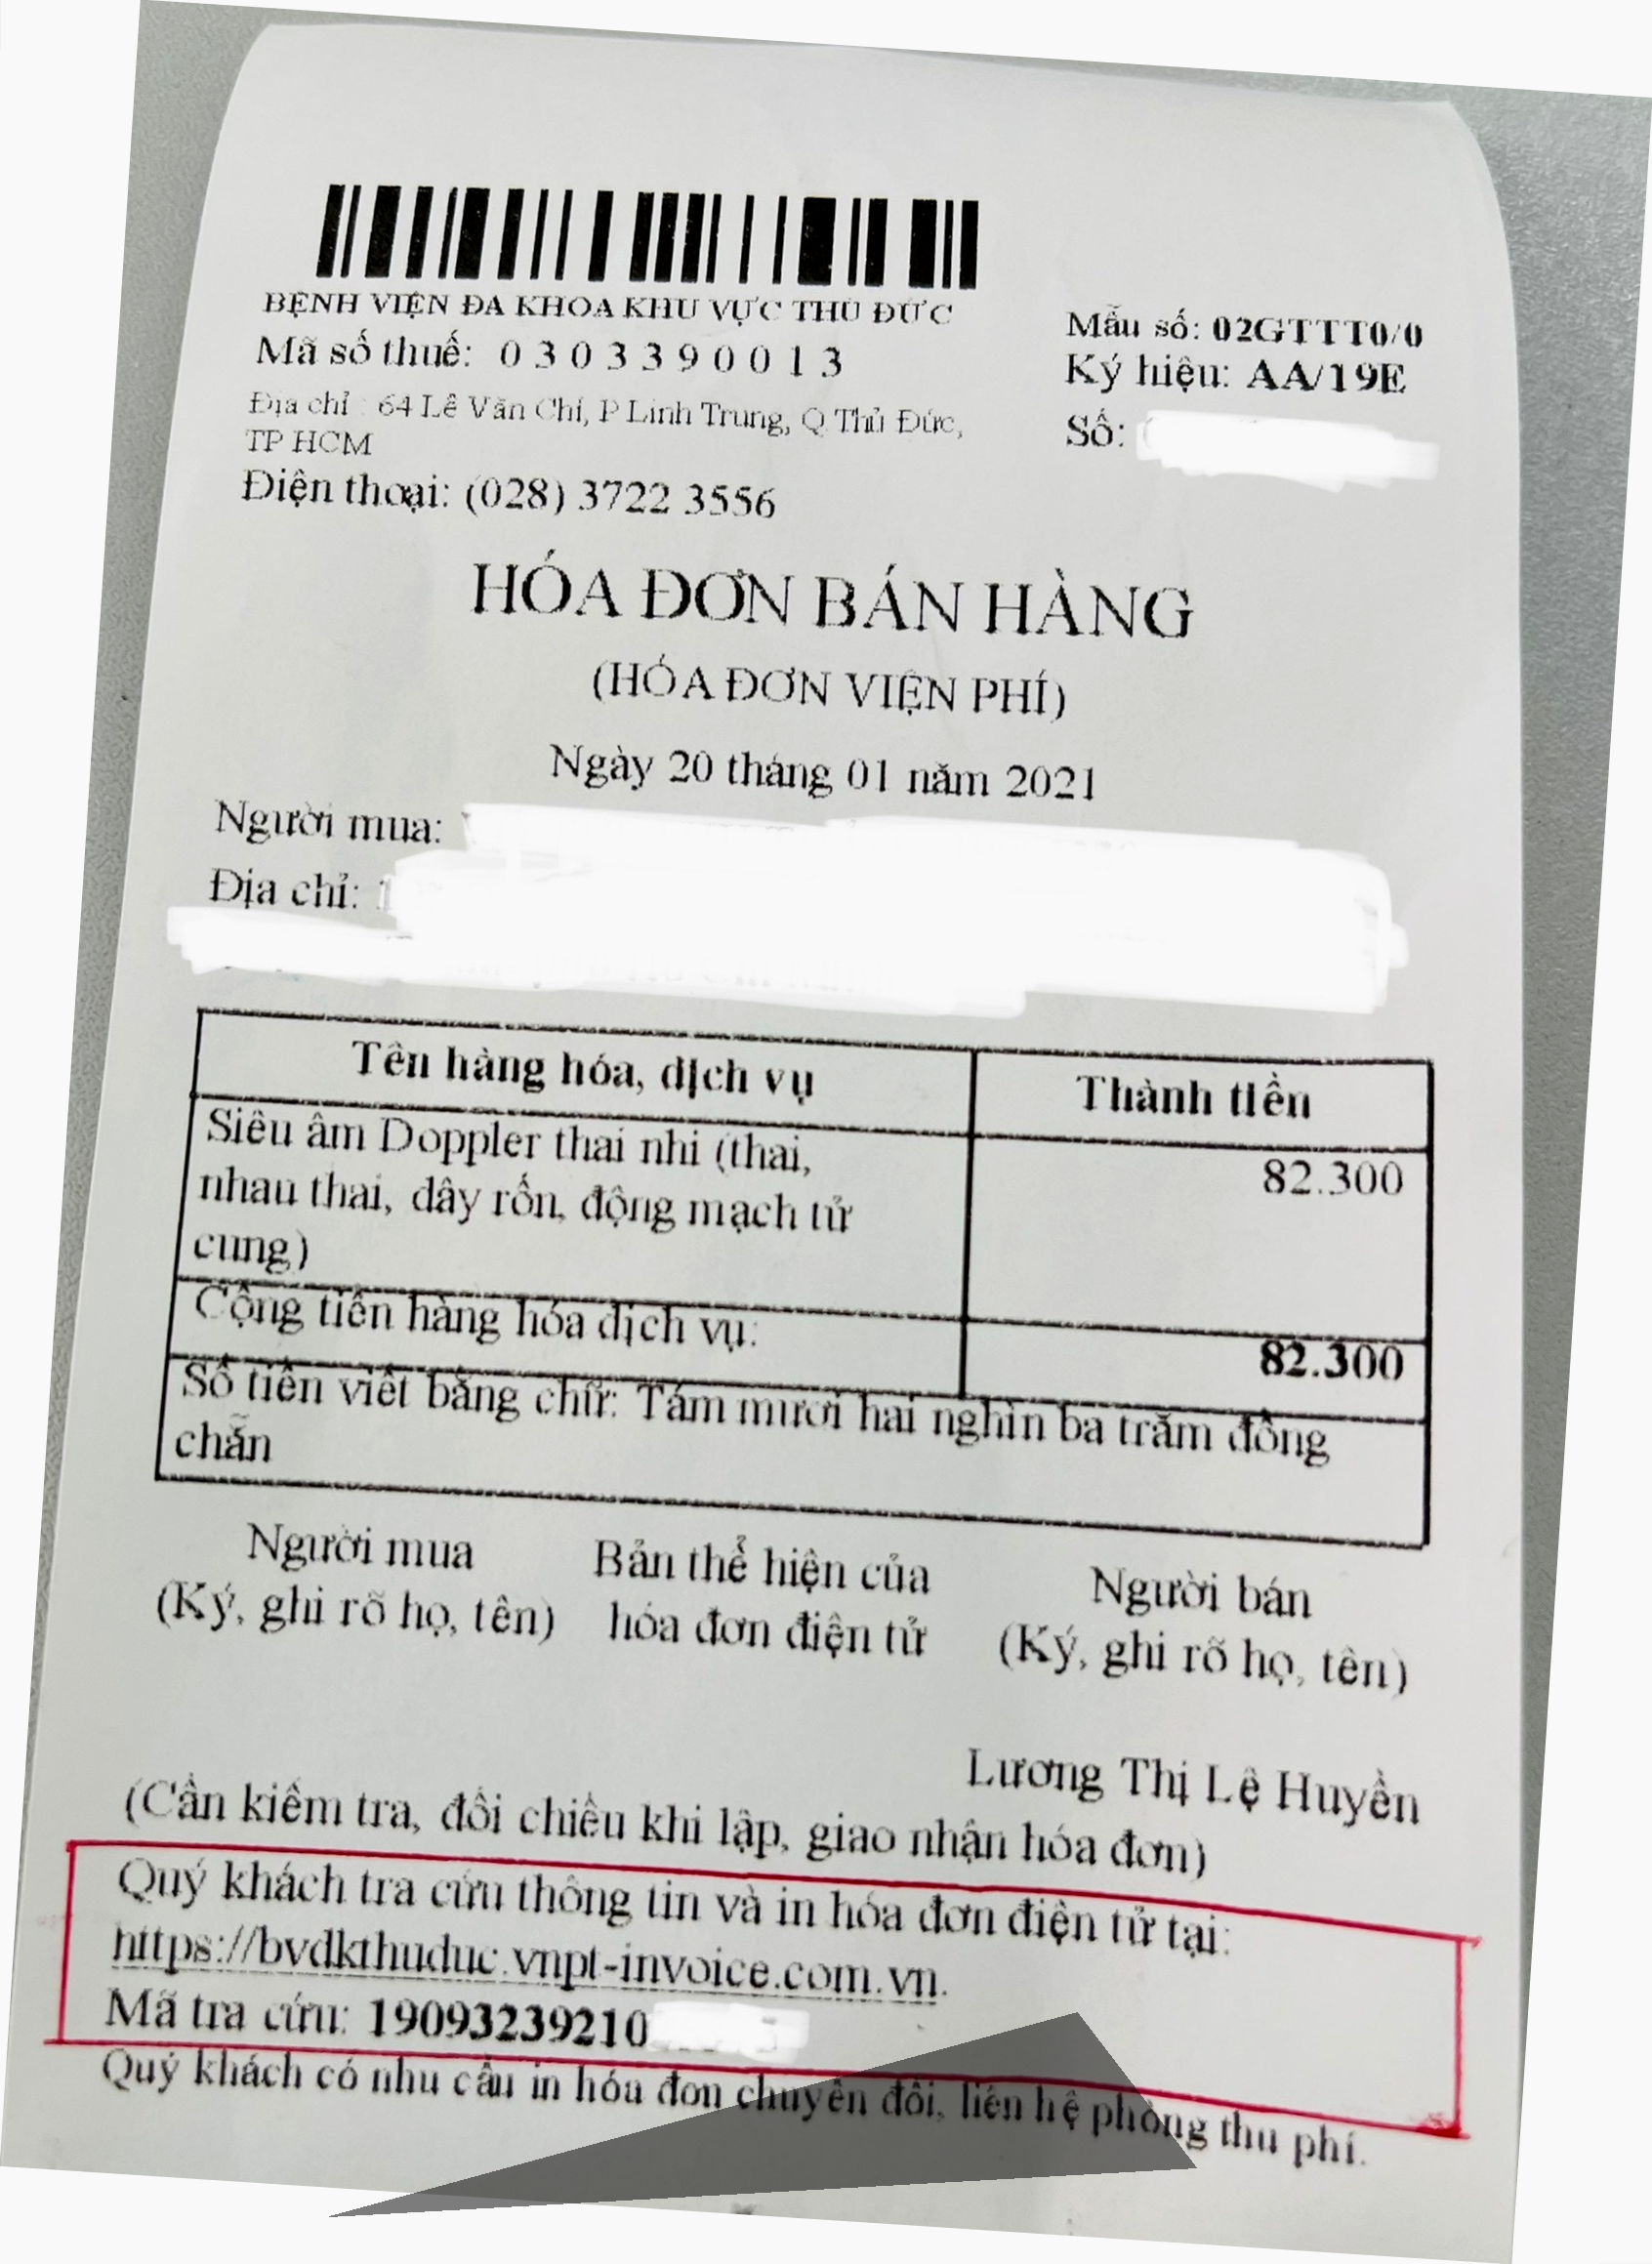 BỆNH VIỆN ĐA KHOA KHU VỰC THỦ ĐỨC
Mã số thuế: 0 3 0 3 3 9 0 0 1 3
Địa chỉ : 64 Lê Văn Chí, P Linh Trung, Q Thủ Đức,
TP HCM
Điện thoại: (028) 3722 3556
Mẫu số: 02GTTT0/0
Ký hiệu: AA/19E
Số:
HÓA ĐƠN BÁN HÀNG
(HÓA ĐƠN VIỆN PHÍ)
Ngày 20 tháng 01 năm 2021
Người mua:
Địa chỉ:
Tên hàng hóa, dịch vụ Thành tiền
Siêu âm Doppler thai nhi (thai, 82.300
nhau thai, dây rốn, động mạch tử
cung)
Cộng tiền hàng hóa dịch vụ: 82.300
Số tiền viết bằng chữ: Tám mươi hai nghìn ba trăm đồng
chẵn
Người mua
(Ký, ghi rõ họ, tên)
Bản thể hiện của
hóa đơn điện tử
Người bán
(Ký, ghi rõ họ, tên)
Lương Thị Lệ Huyền
(Cần kiểm tra, đối chiếu khi lập, giao nhận hóa đơn)
Quý khách tra cứu thông tin và in hóa đơn điện tử tại:
https://bvdkthuduc.vnpt-invoice.com.vn.
Mã tra cứu: 19093239210
Quý khách có nhu cầu in hóa đơn chuyển đổi, liên hệ phòng thu phí.